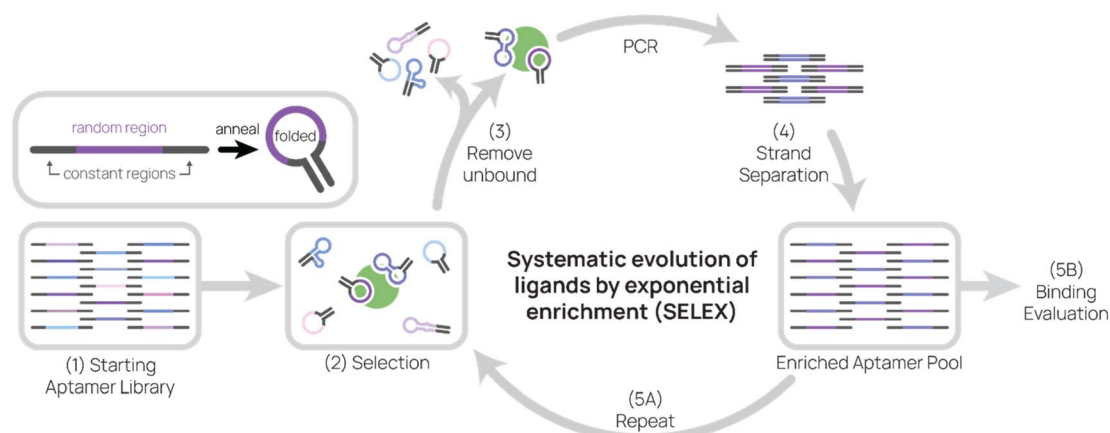 random region
constant regions
anneal
folded
(1) Starting
Aptamer Library
(2) Selection
(3)
Remove
unbound
PCR
(4)
Strand
Separation
Systematic evolution of
ligands by exponential
enrichment (SELEX)
Enriched Aptamer Pool
(5A)
Repeat
(5B)
Binding
Evaluation